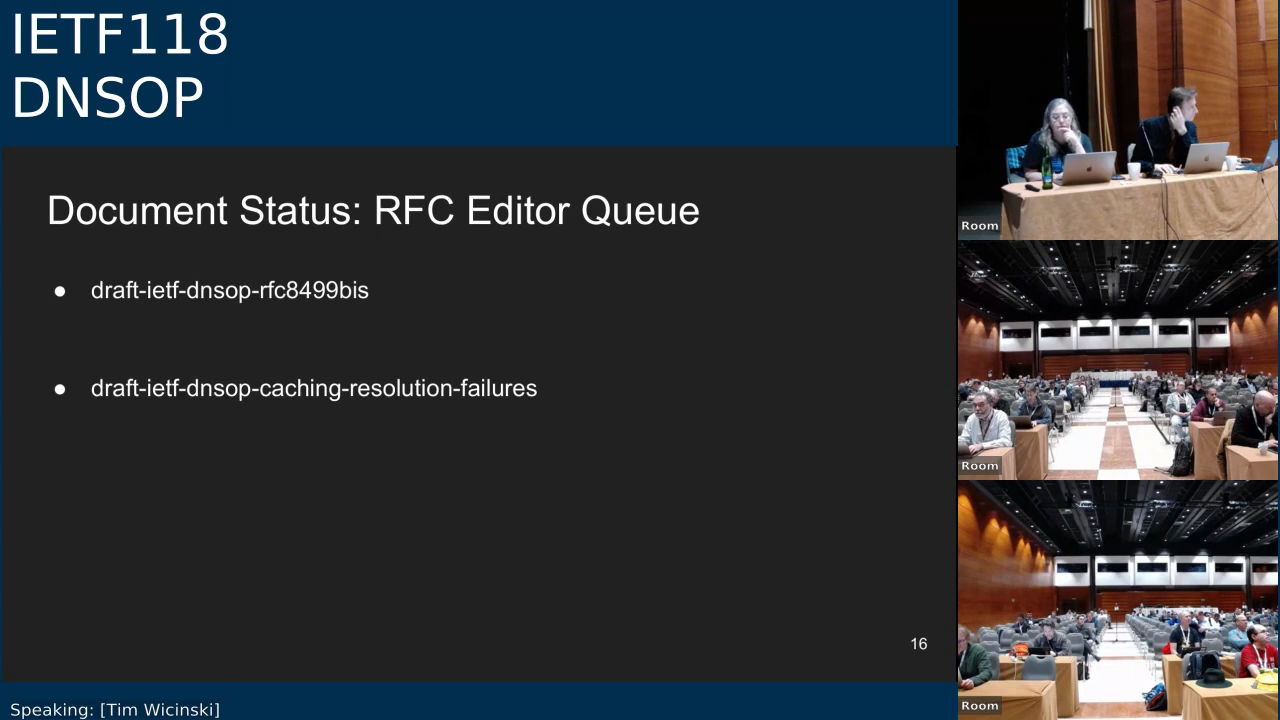 IETF118
DNSOP
Document Status: RFC Editor Queue
● draft-ietf-dnsop-rfc8499bis
● draft-ietf-dnsop-caching-resolution-failures
16
Speaking: [Tim Wicinski]
Room
Room
Room